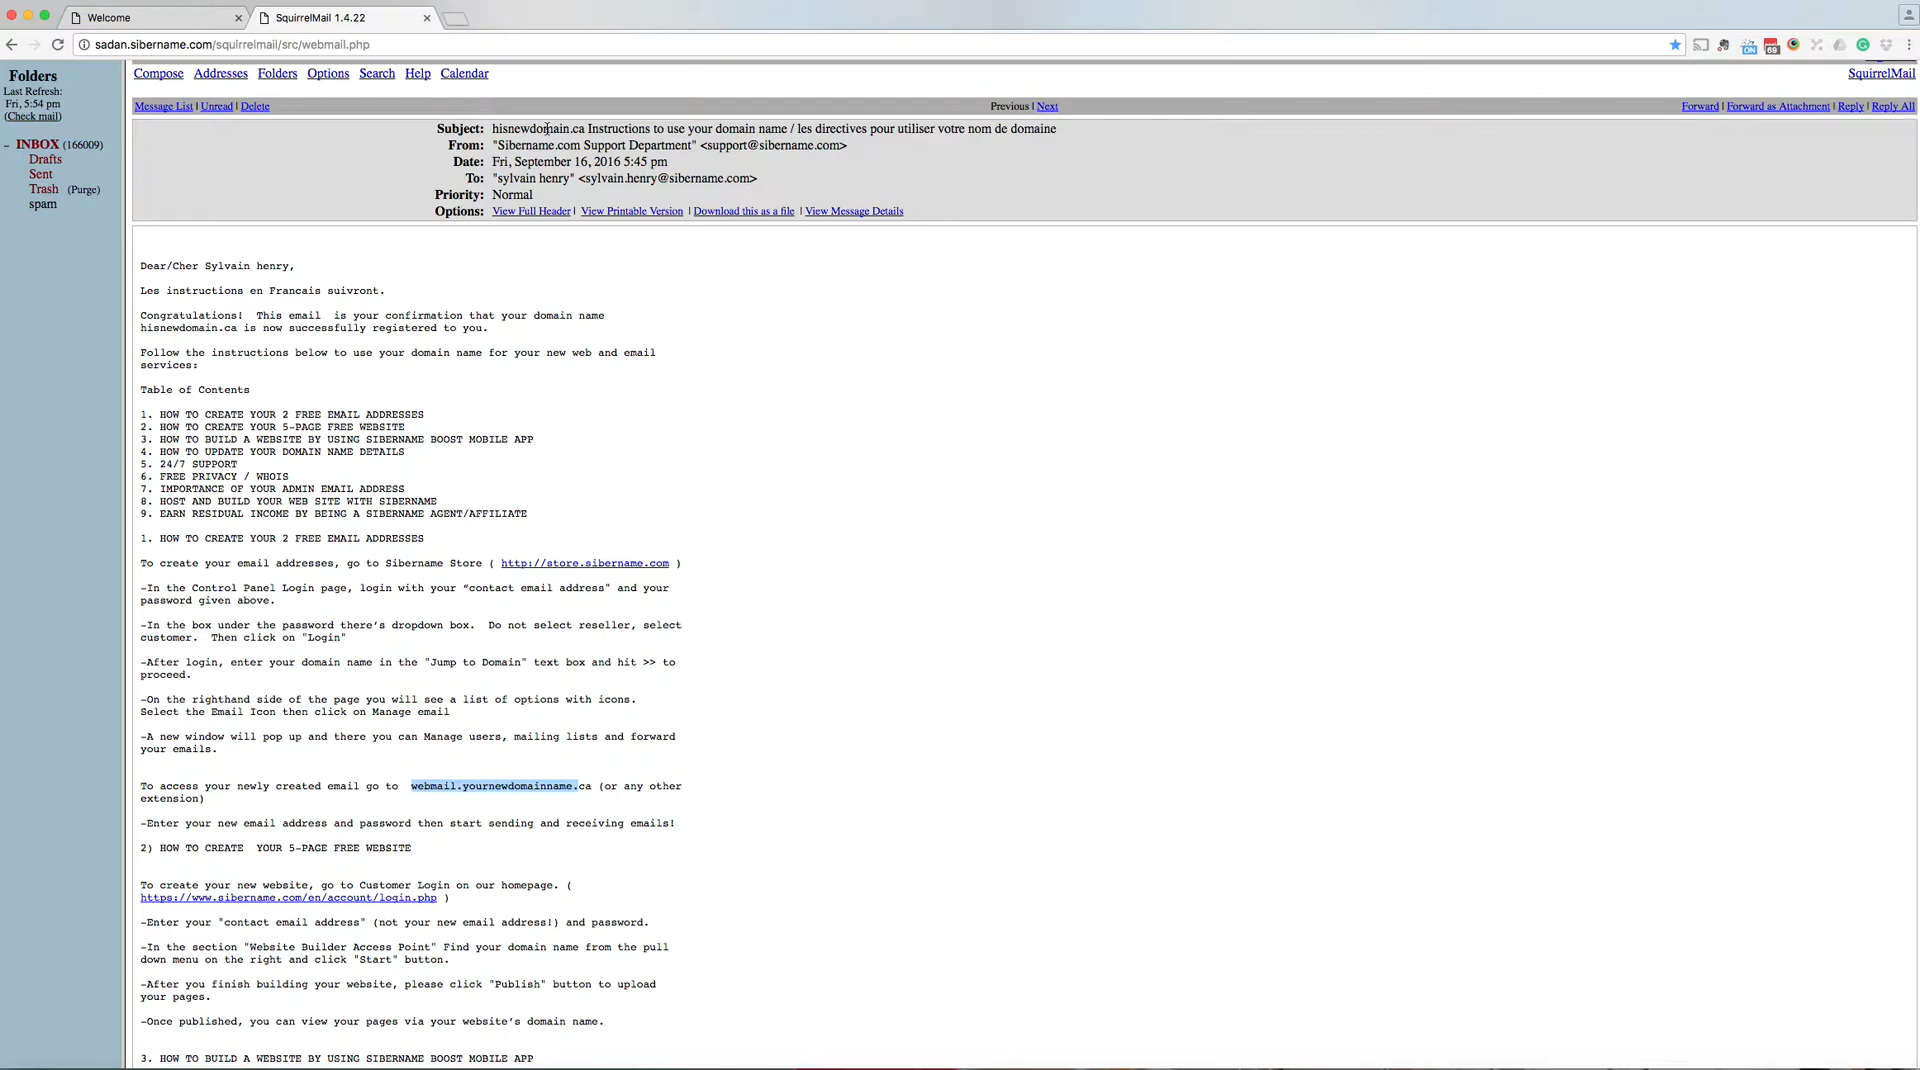 Welcome
SquirrelMail 1.4.22
sadan.sibername.com/squirrelmail/src/webmail.php
ON
69
Folders
Last Refresh:
Fri, 5:54 pm
(Check mail)
– INBOX (166009)
Drafts
Sent
Trash (Purge)
spam
Compose Addresses Folders Options Search Help Calendar
SquirrelMail
Message List | Unread | Delete
Previous | Next
Forward | Forward as Attachment | Reply | Reply All
Subject: hisnewdomain.ca Instructions to use your domain name / les directives pour utiliser votre nom de domaine
From: "Sibername.com Support Department" <support@sibername.com>
Date: Fri, September 16, 2016 5:45 pm
To: "sylvain henry" <sylvain.henry@sibername.com>
Priority: Normal
Options: View Full Header | View Printable Version | Download this as a file | View Message Details
Dear/Cher Sylvain henry,
Les instructions en Francais suivront.
Congratulations! This email is your confirmation that your domain name
hisnewdomain.ca is now successfully registered to you.
Follow the instructions below to use your domain name for your new web and email
services:
Table of Contents
1. HOW TO CREATE YOUR 2 FREE EMAIL ADDRESSES
2. HOW TO CREATE YOUR 5-PAGE FREE WEBSITE
3. HOW TO BUILD A WEBSITE BY USING SIBERNAME BOOST MOBILE APP
4. HOW TO UPDATE YOUR DOMAIN NAME DETAILS
5. 24/7 SUPPORT
6. FREE PRIVACY / WHOIS
7. IMPORTANCE OF YOUR ADMIN EMAIL ADDRESS
8. HOST AND BUILD YOUR WEB SITE WITH SIBERNAME
9. EARN RESIDUAL INCOME BY BEING A SIBERNAME AGENT/AFFILIATE
1. HOW TO CREATE YOUR 2 FREE EMAIL ADDRESSES
To create your email addresses, go to Sibername Store ( http://store.sibername.com )
-In the Control Panel Login page, login with your “contact email address" and your
password given above.
-In the box under the password there’s dropdown box. Do not select reseller, select
customer. Then click on "Login"
-After login, enter your domain name in the "Jump to Domain" text box and hit >> to
proceed.
-On the righthand side of the page you will see a list of options with icons.
Select the Email Icon then click on Manage email
-A new window will pop up and there you can Manage users, mailing lists and forward
your emails.
To access your newly created email go to webmail.yournewdomainname.ca (or any other
extension)
-Enter your new email address and password then start sending and receiving emails!
2) HOW TO CREATE YOUR 5-PAGE FREE WEBSITE
To create your new website, go to Customer Login on our homepage. (
https://www.sibername.com/en/account/login.php )
-Enter your "contact email address" (not your new email address!) and password.
-In the section "Website Builder Access Point" Find your domain name from the pull
down menu on the right and click "Start" button.
-After you finish building your website, please click "Publish" button to upload
your pages.
-Once published, you can view your pages via your website’s domain name.
3. HOW TO BUILD A WEBSITE BY USING SIBERNAME BOOST MOBILE APP